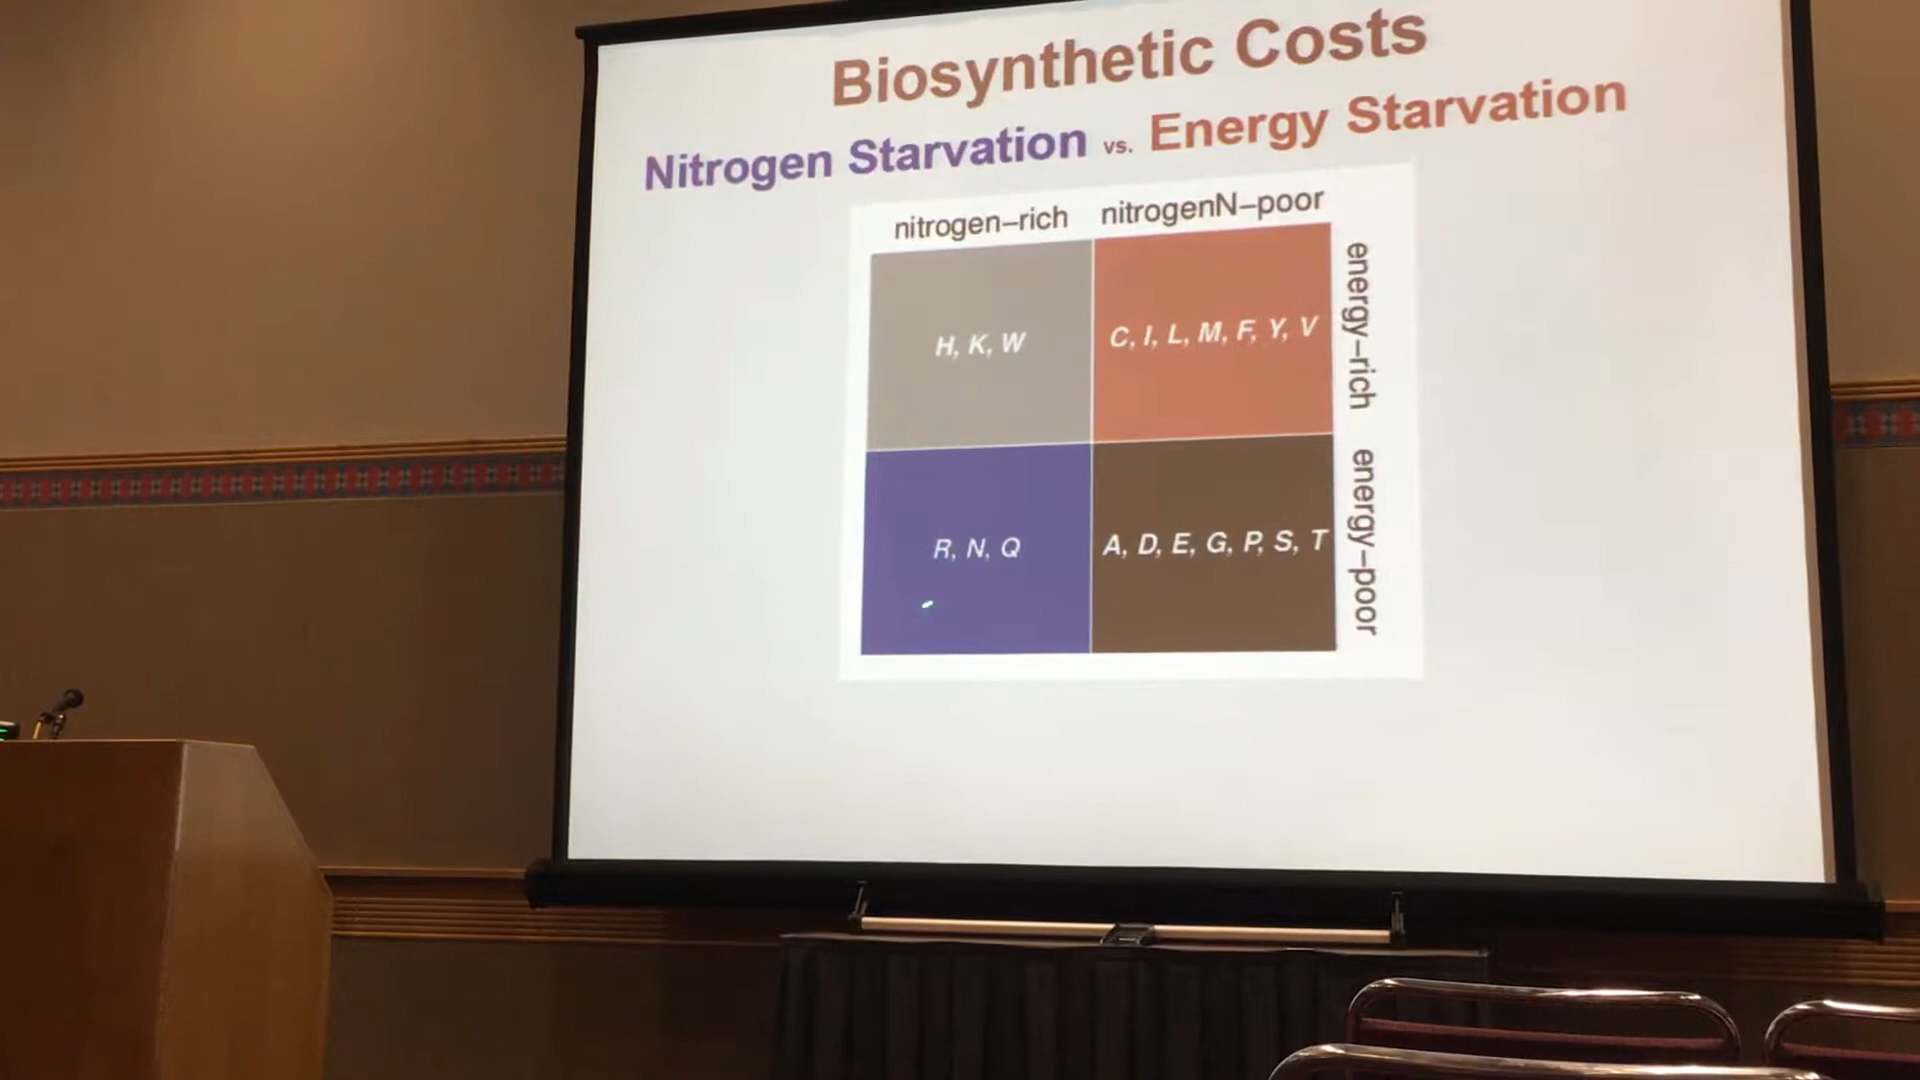 Biosynthetic Costs
Nitrogen Starvation vs. Energy Starvation
nitrogen–rich nitrogenN–poor
energy–rich
H, K, W C, I, L, M, F, Y, V
energy–poor
R, N, Q A, D, E, G, P, S, T